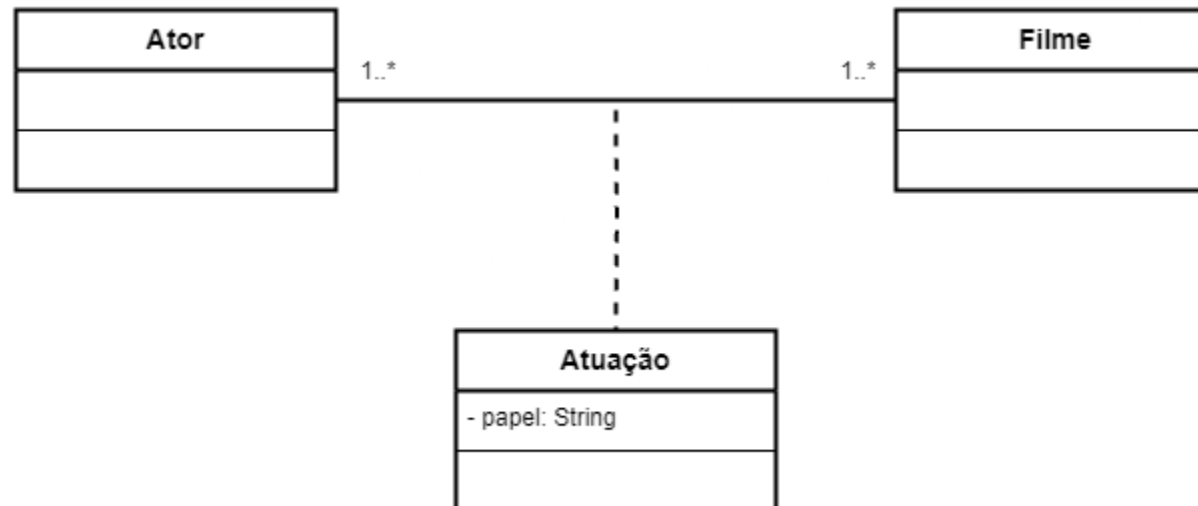 Ator
Filme
1..*
1..*
Atuação
- papel: String